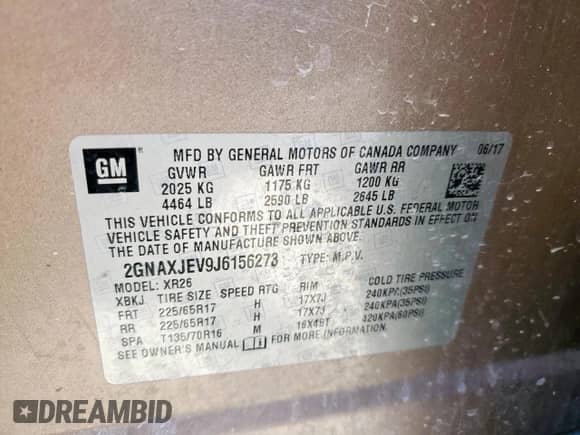 GM
MFD BY GENERAL MOTORS OF CANADA COMPANY 06/17
GVWR GAWR FRT GAWR RR
2025 KG 1175 KG 1200 KG
4464 LB 2590 LB 2645 LB
THIS VEHICLE CONFORMS TO ALL APPLICABLE U.S. FEDERAL MOTOR
VEHICLE SAFETY AND THEFT PREVENTION STANDARDS IN EFFECT ON
THE DATE OF MANUFACTURE SHOWN ABOVE.
2GNAXJEV9J6156273 TYPE: M.P.V.
MODEL: XR26
XBKJ TIRE SIZE SPEED RTG RIM COLD TIRE PRESSURE
FRT 225/65R17 H 17X7J 240KPA(35PSI)
RR 225/65R17 H 17X7J 240KPA(35PSI)
SPA T135/70R16 M 16X4BT 420KPA(60PSI)
SEE OWNER'S MANUAL FOR MORE INFORMATION.
DREAMBID